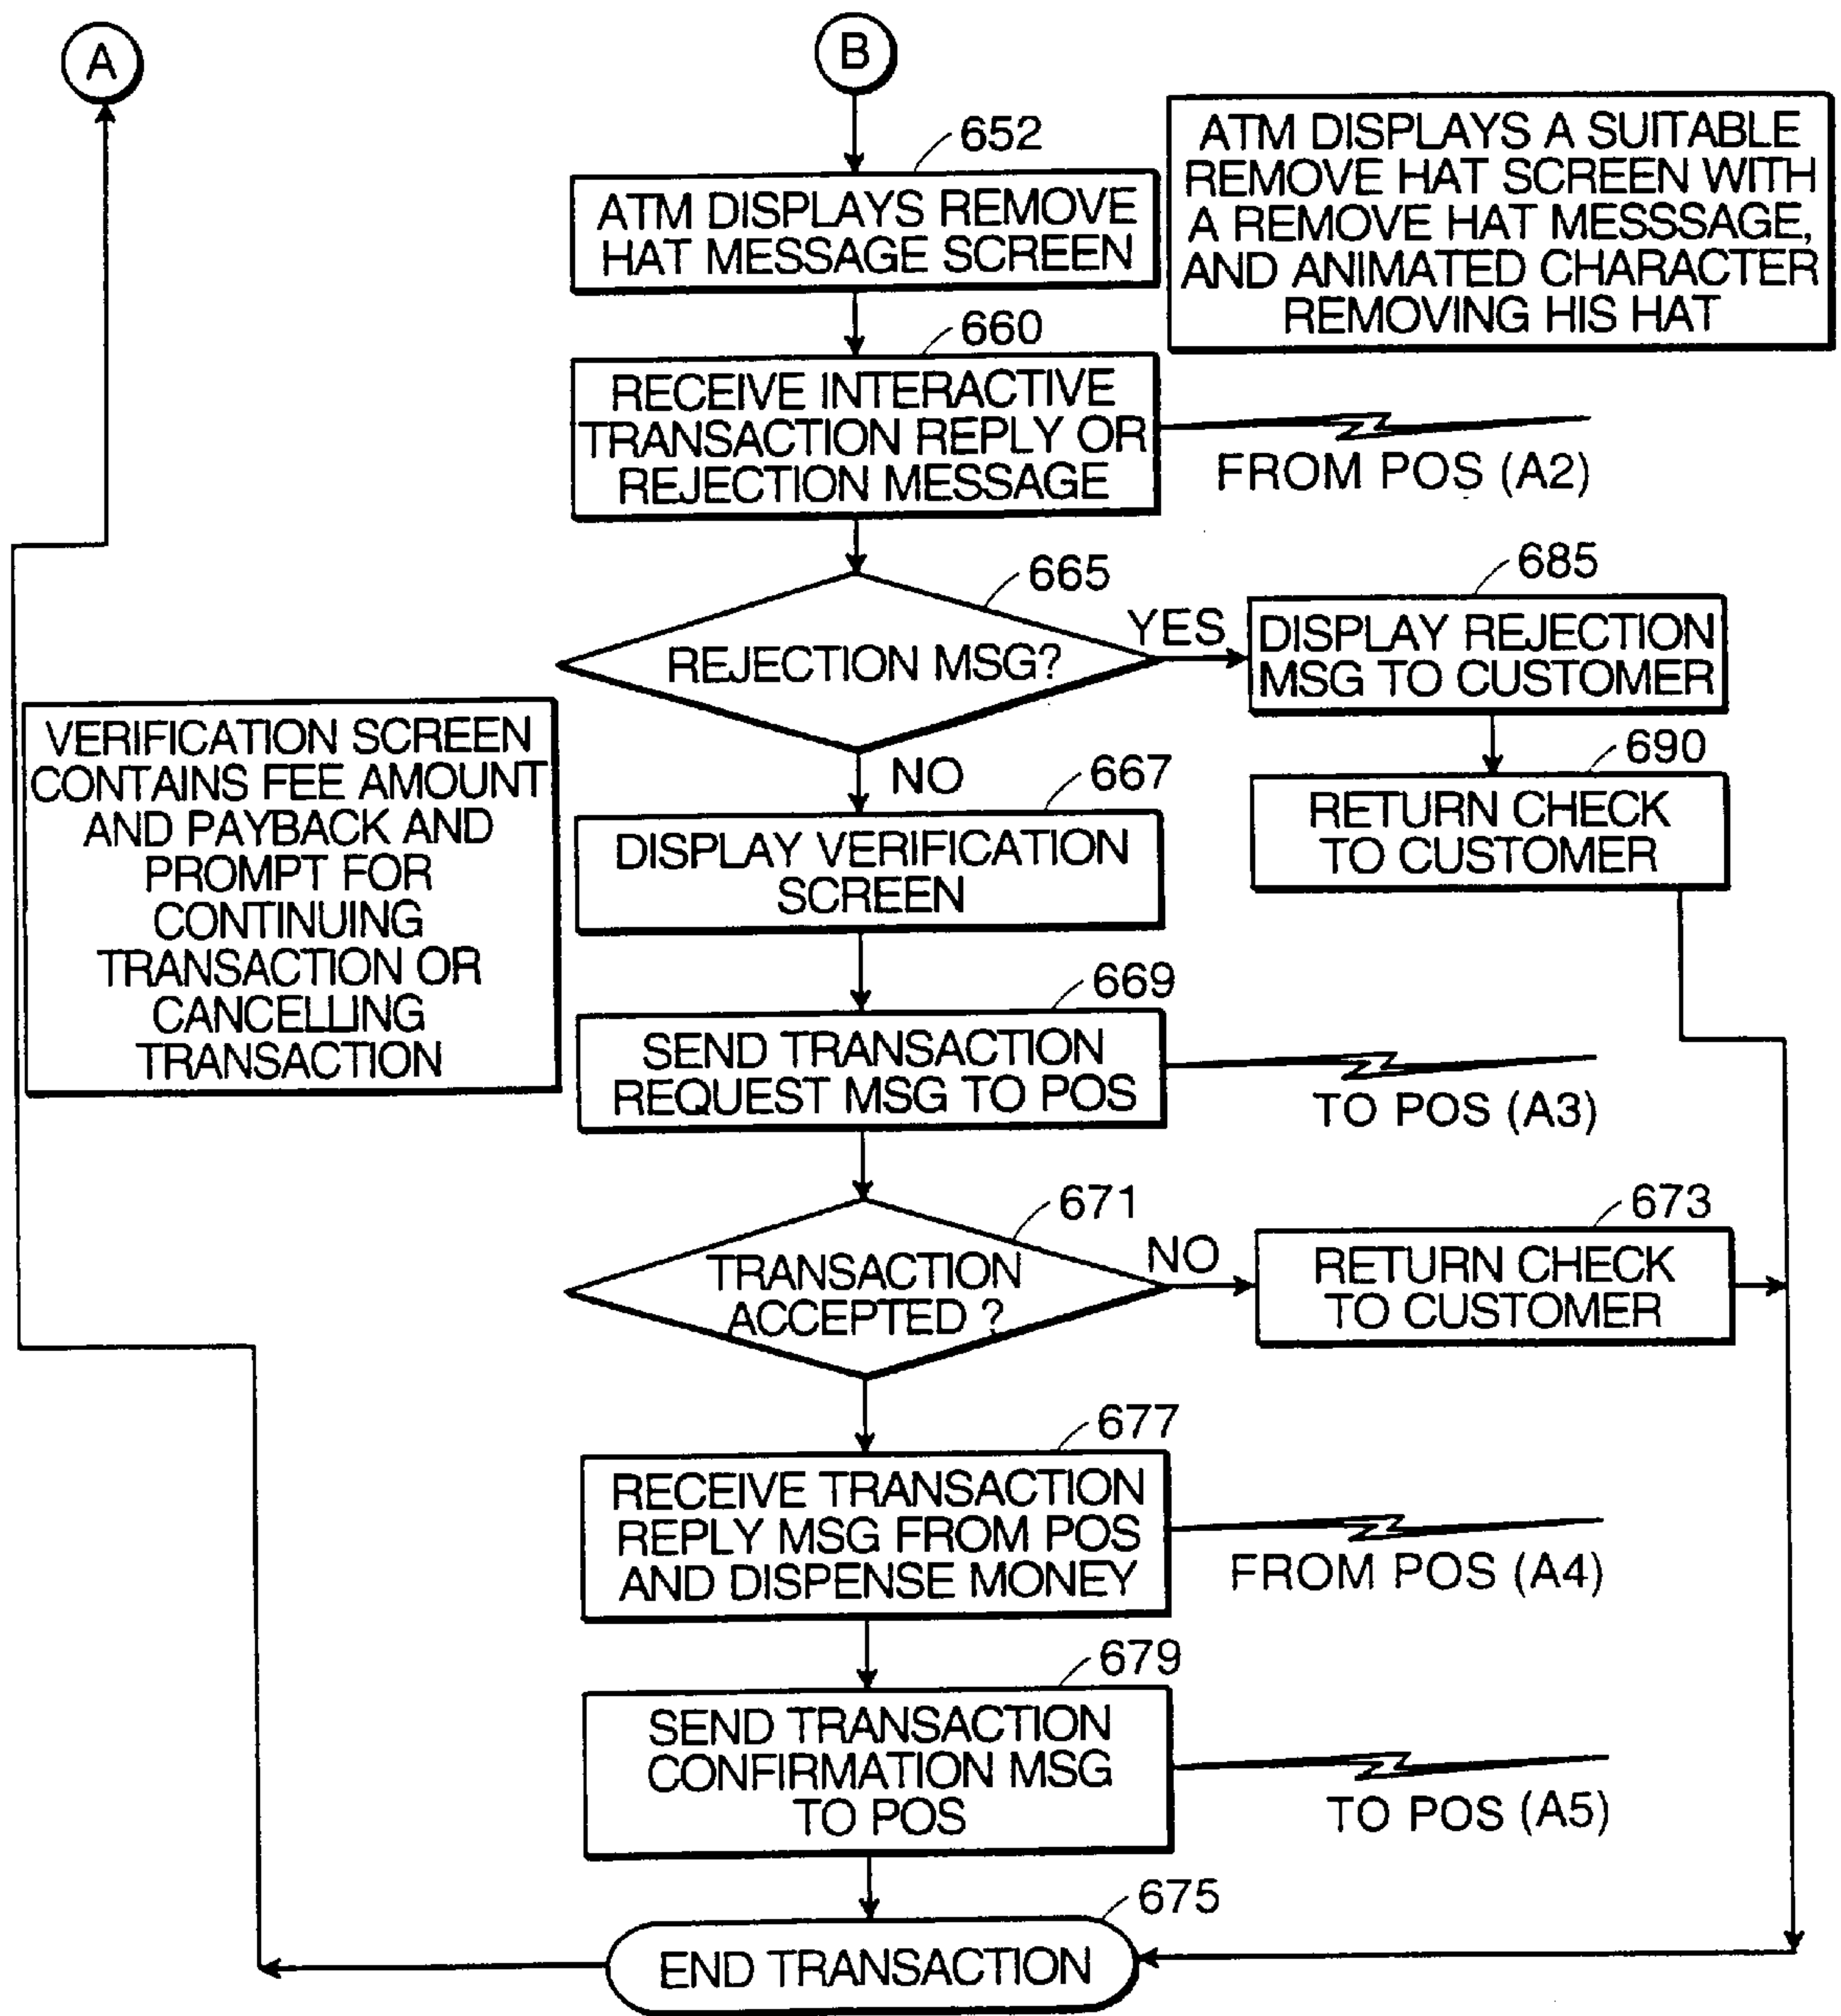 A
B
652
ATM DISPLAYS REMOVE
HAT MESSAGE SCREEN
ATM DISPLAYS A SUITABLE
REMOVE HAT SCREEN WITH
A REMOVE HAT MESSSAGE,
AND ANIMATED CHARACTER
REMOVING HIS HAT
660
RECEIVE INTERACTIVE
TRANSACTION REPLY OR
REJECTION MESSAGE
FROM POS (A2)
665
REJECTION MSG?
YES
685
DISPLAY REJECTION
MSG TO CUSTOMER
690
RETURN CHECK
TO CUSTOMER
VERIFICATION SCREEN
CONTAINS FEE AMOUNT
AND PAYBACK AND
PROMPT FOR
CONTINUING
TRANSACTION OR
CANCELLING
TRANSACTION
NO
667
DISPLAY VERIFICATION
SCREEN
669
SEND TRANSACTION
REQUEST MSG TO POS
TO POS (A3)
671
TRANSACTION
ACCEPTED ?
NO
673
RETURN CHECK
TO CUSTOMER
677
RECEIVE TRANSACTION
REPLY MSG FROM POS
AND DISPENSE MONEY
FROM POS (A4)
679
SEND TRANSACTION
CONFIRMATION MSG
TO POS
TO POS (A5)
675
END TRANSACTION